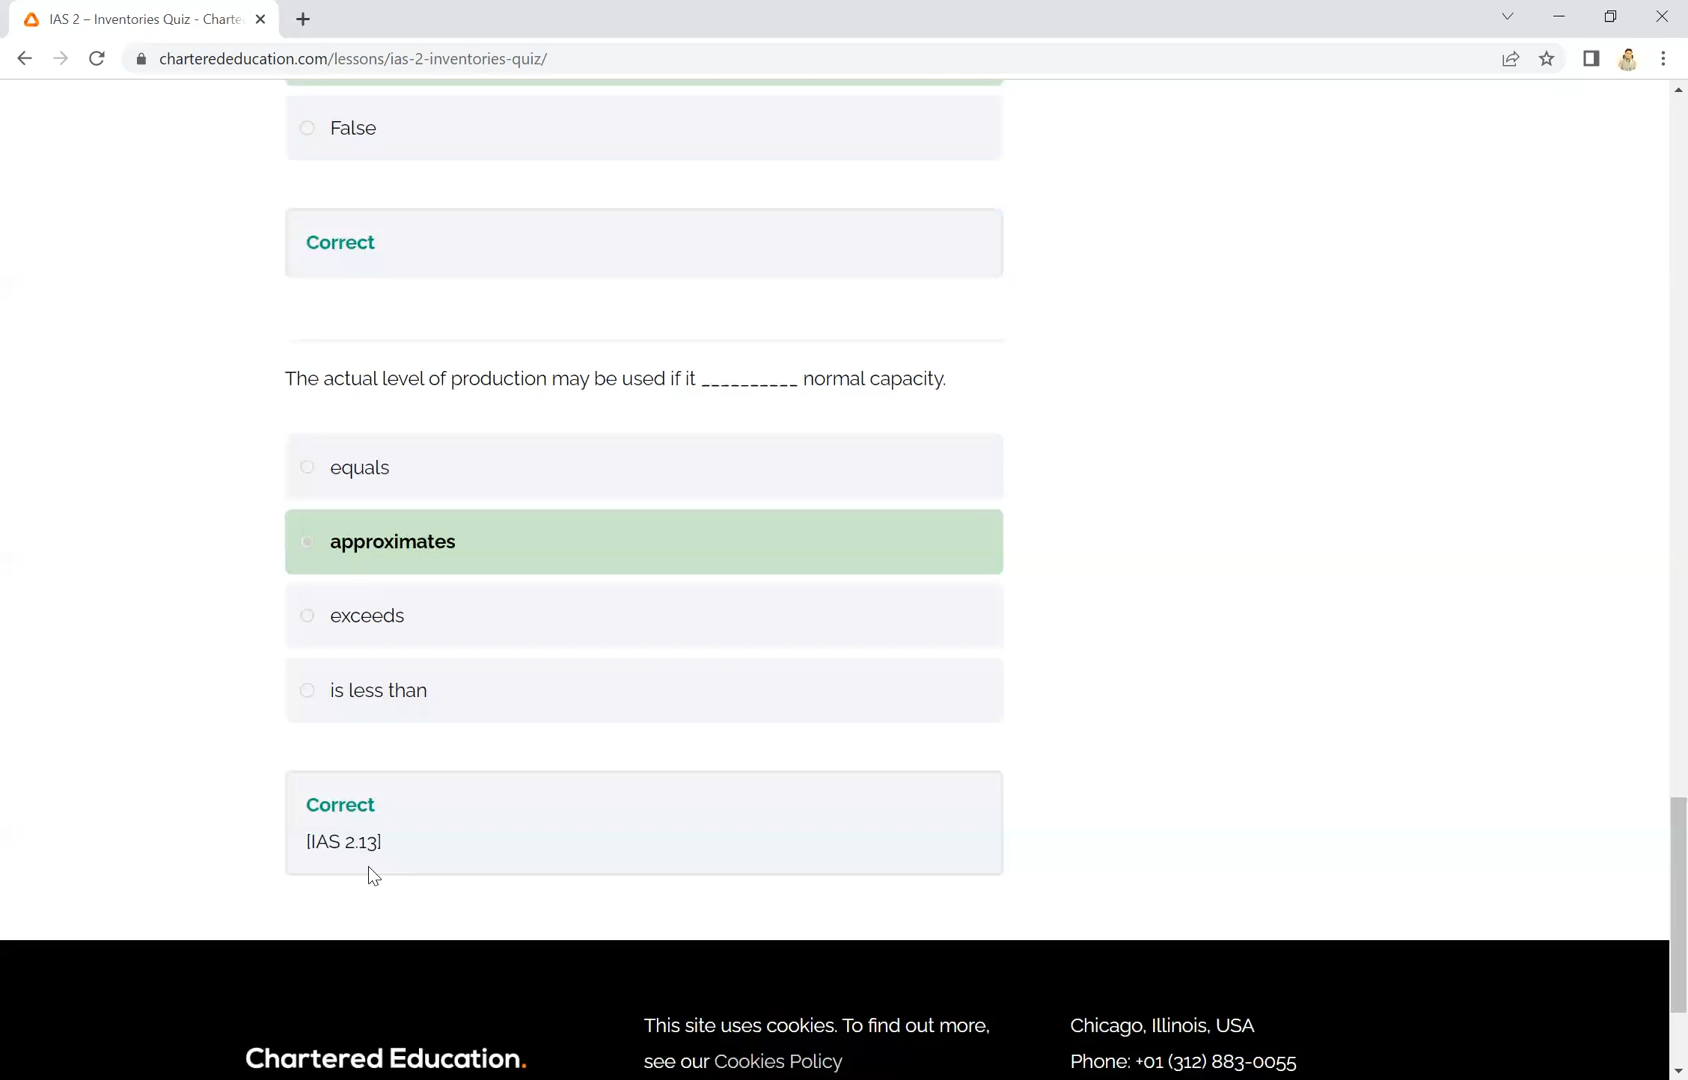 IAS 2 – Inventories Quiz - Charte
chartereducation.com/lessons/ias-2-inventories-quiz/
False
Correct
The actual level of production may be used if it __________ normal capacity.
equals
approximates
exceeds
is less than
Correct
[IAS 2.13]
Chartered Education.
This site uses cookies. To find out more,
see our Cookies Policy
Chicago, Illinois, USA
Phone: +01 (312) 883-0055